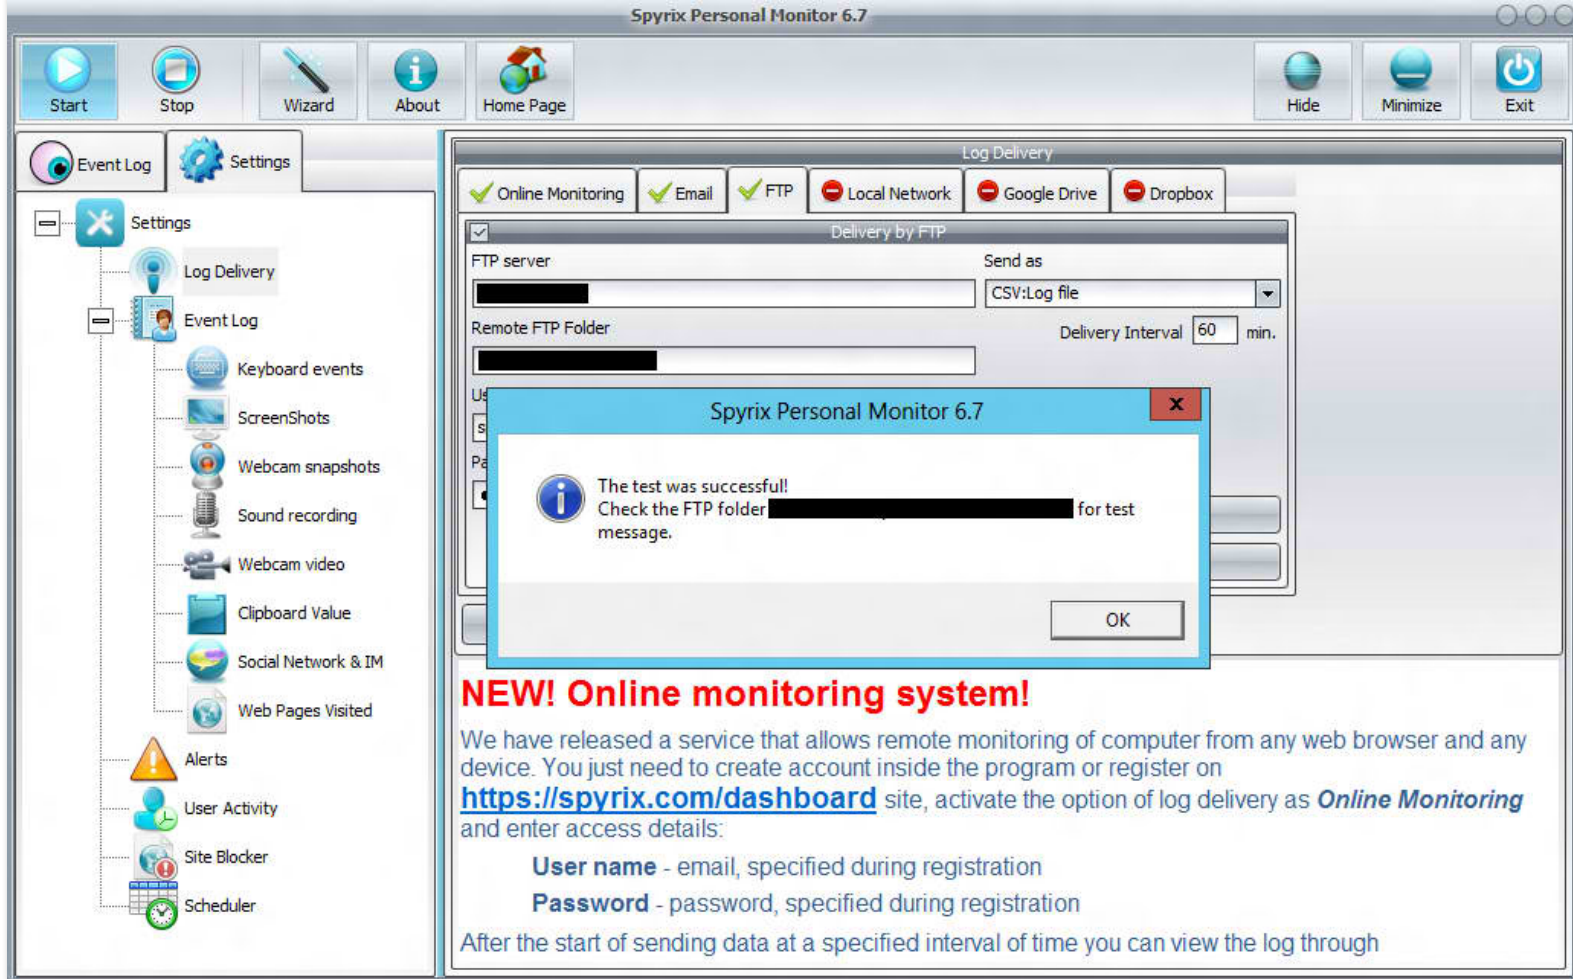 Spyrix Personal Monitor 6.7
Start
Stop
Wizard
About
Home Page
Hide
Minimize
Exit
Event Log
Settings
Settings
Log Delivery
Event Log
Keyboard events
ScreenShots
Webcam snapshots
Sound recording
Webcam video
Clipboard Value
Social Network & IM
Web Pages Visited
Alerts
User Activity
Site Blocker
Scheduler
Log Delivery
Online Monitoring
Email
FTP
Local Network
Google Drive
Dropbox
Delivery by FTP
FTP server
Send as
CSV:Log file
Remote FTP Folder
Delivery Interval 60 min.
Us
s
Pa
Spyrix Personal Monitor 6.7
x
The test was successful!
Check the FTP folder for test
message.
OK
NEW! Online monitoring system!
We have released a service that allows remote monitoring of computer from any web browser and any
device. You just need to create account inside the program or register on
https://spyrix.com/dashboard site, activate the option of log delivery as Online Monitoring
and enter access details:
User name - email, specified during registration
Password - password, specified during registration
After the start of sending data at a specified interval of time you can view the log through